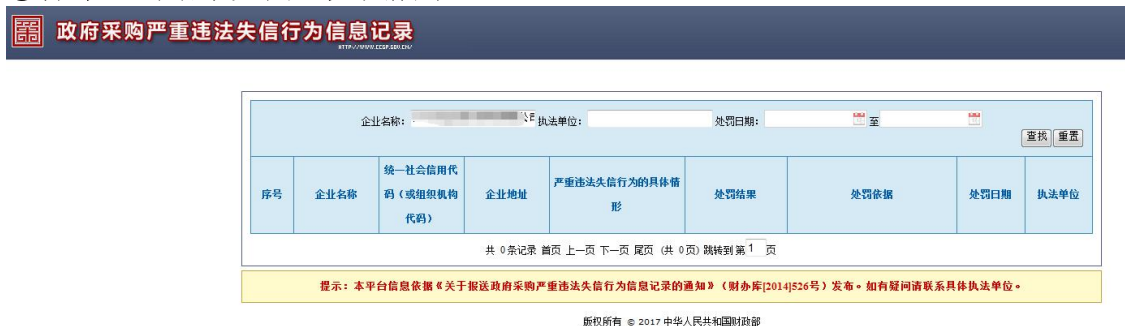 政府采购严重违法失信行为信息记录
HTTP://WWW.CCGP.GOV.CN/
企业名称: 公司 执法单位: 处罚日期: 至
查找 重置
序号 企业名称 统一社会信用代码（或组织机构代码） 企业地址 严重违法失信行为的具体情形 处罚结果 处罚依据 处罚日期 执法单位
共 0条记录 首页 上一页 下一页 尾页 (共 0页) 跳转到第 1 页
提示：本平台信息依据《关于报送政府采购严重违法失信行为信息记录的通知》（财办库[2014]526号）发布。如有疑问请联系具体执法单位。
版权所有 © 2017 中华人民共和国财政部